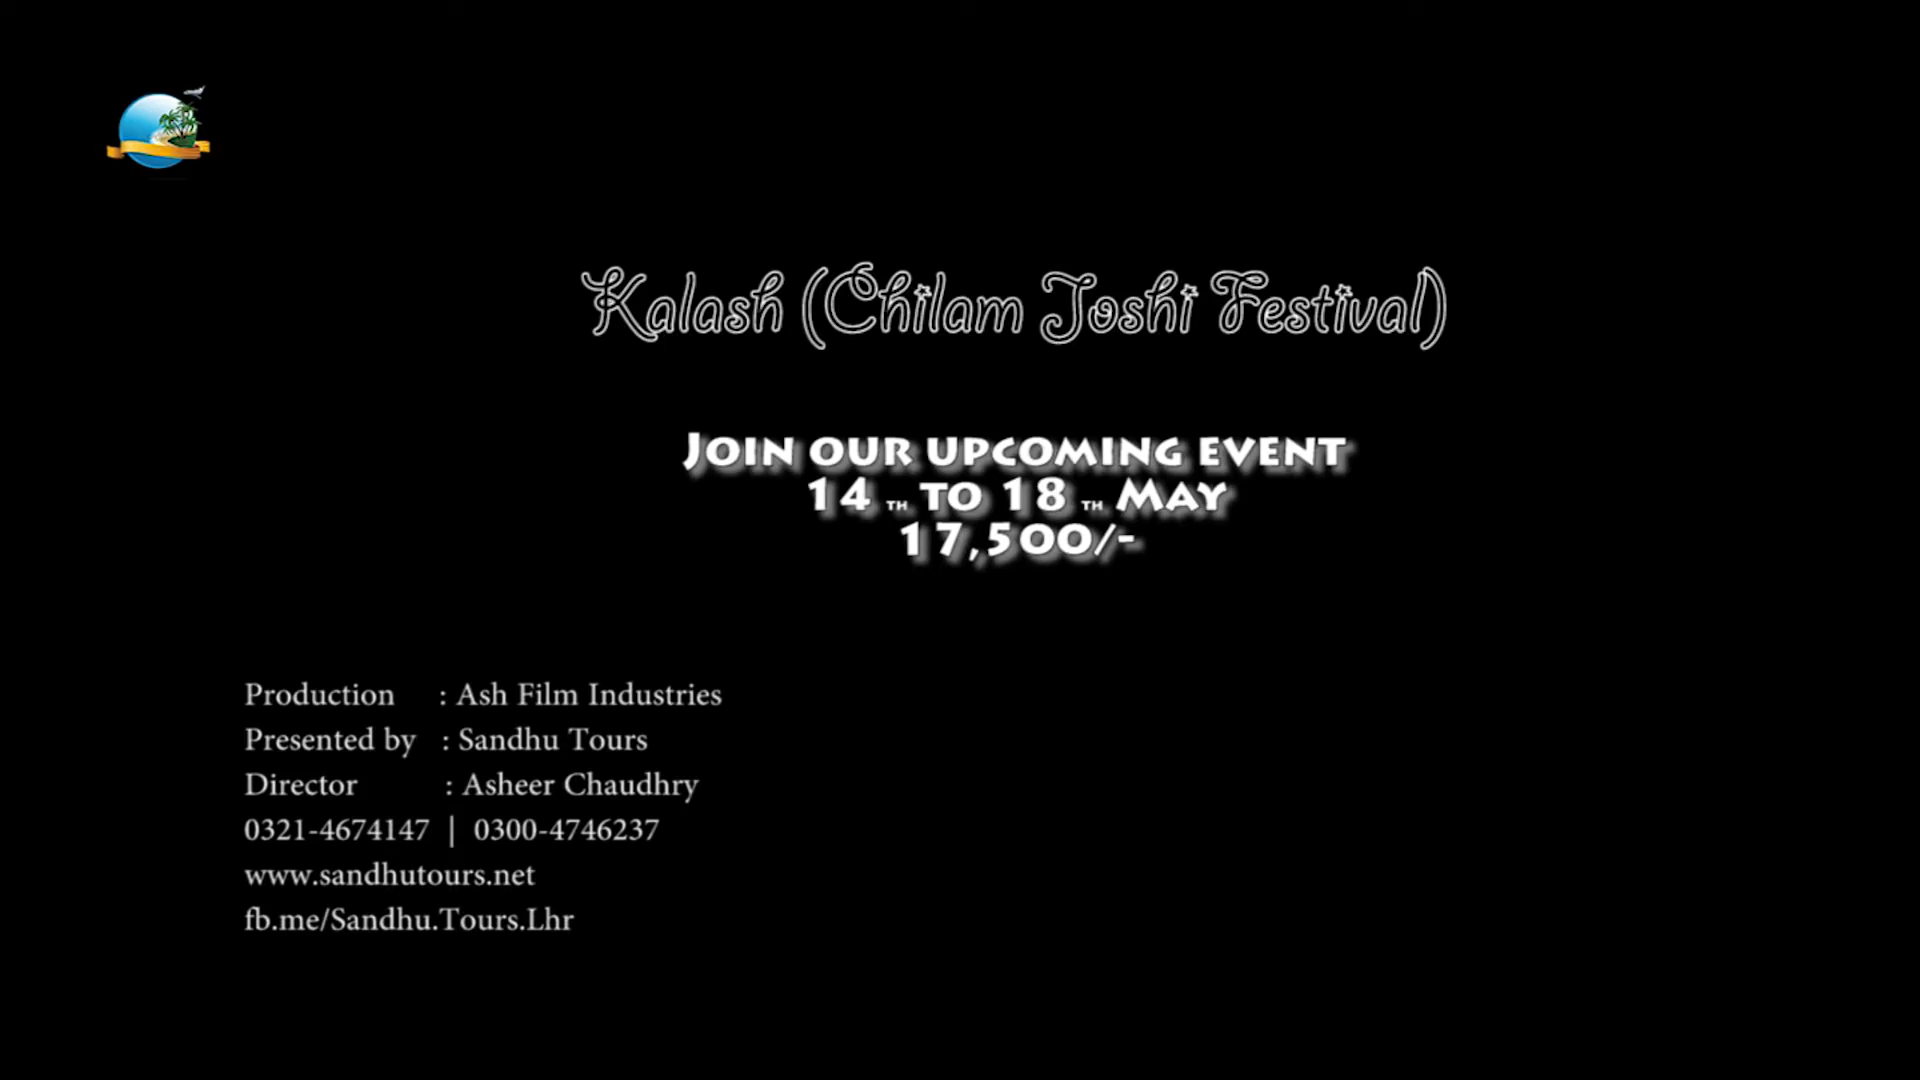 Kalash (Chilam Joshi Festival)
Join our upcoming event
14 th to 18 th May
17,500/-
Production : Ash Film Industries
Presented by : Sandhu Tours
Director : Asheer Chaudhry
0321-4674147 | 0300-4746237
www.sandhutours.net
fb.me/Sandhu.Tours.Lhr